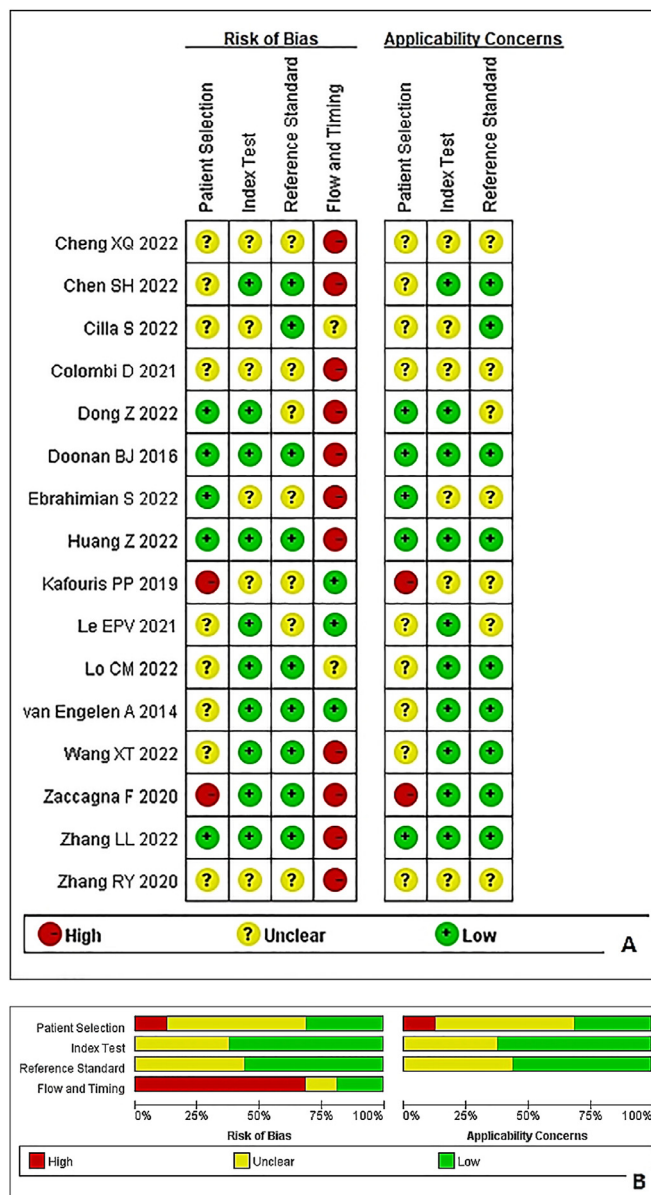 Risk of Bias Applicability Concerns
Patient Selection Index Test Reference Standard Flow and Timing Patient Selection Index Test Reference Standard
Cheng XQ 2022 ? ? ? - ? ? ?
Chen SH 2022 ? + + - ? + +
Cilla S 2022 ? ? + ? ? ? +
Colombi D 2021 ? ? ? - ? ? ?
Dong Z 2022 + + ? - + + ?
Doonan BJ 2016 + + + - + + +
Ebrahimian S 2022 + ? ? - + ? ?
Huang Z 2022 + + + - + + +
Kafouris PP 2019 - ? ? + - ? ?
Le EPV 2021 ? + ? + ? + ?
Lo CM 2022 ? + + ? ? + +
van Engelen A 2014 ? + + + ? + +
Wang XT 2022 ? + + - ? + +
Zaccagna F 2020 - + + - - + +
Zhang LL 2022 + + + - + + +
Zhang RY 2020 ? ? ? - ? ? ?
- High ? Unclear + Low A
Patient Selection
Index Test
Reference Standard
Flow and Timing
0% 25% 50% 75% 100% 0% 25% 50% 75% 100%
Risk of Bias Applicability Concerns
High Unclear Low B